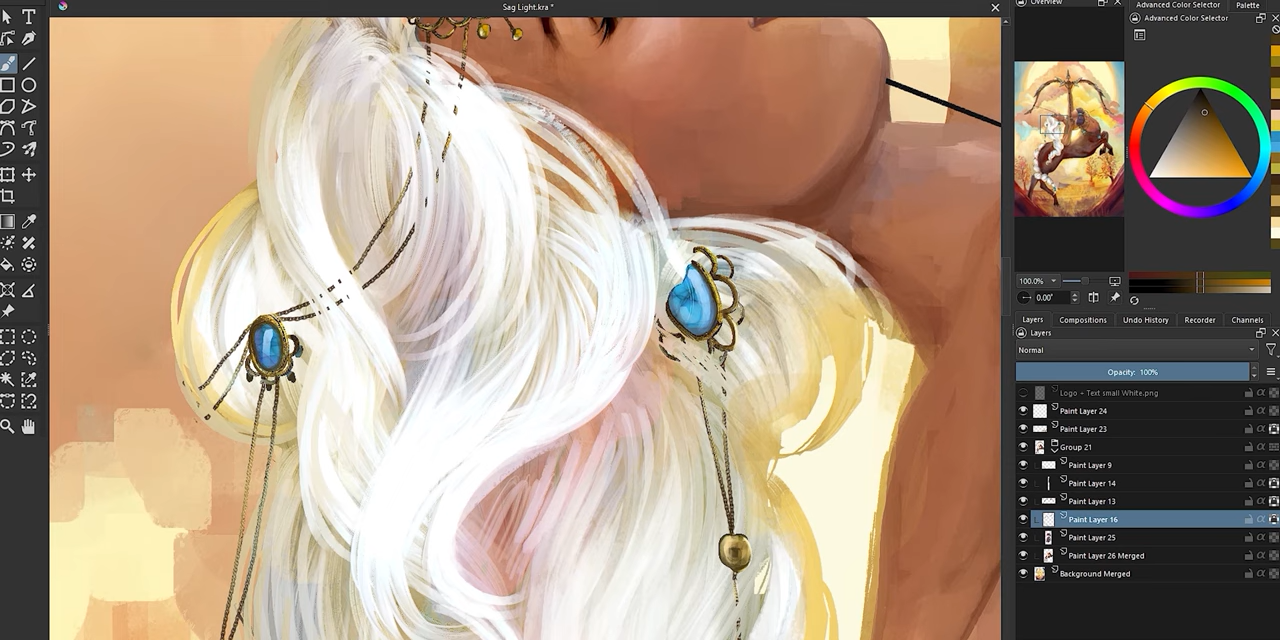 Sag Light.kra *
Overview
Advanced Color Selector
Palette
Advanced Color Selector
100.0%
0.00°
Layers
Compositions
Undo History
Recorder
Channels
Layers
Normal
Opacity: 100%
Logo - Text small White.png
Paint Layer 24
Paint Layer 23
Group 21
Paint Layer 9
Paint Layer 14
Paint Layer 13
Paint Layer 16
Paint Layer 25
Paint Layer 26 Merged
Background Merged